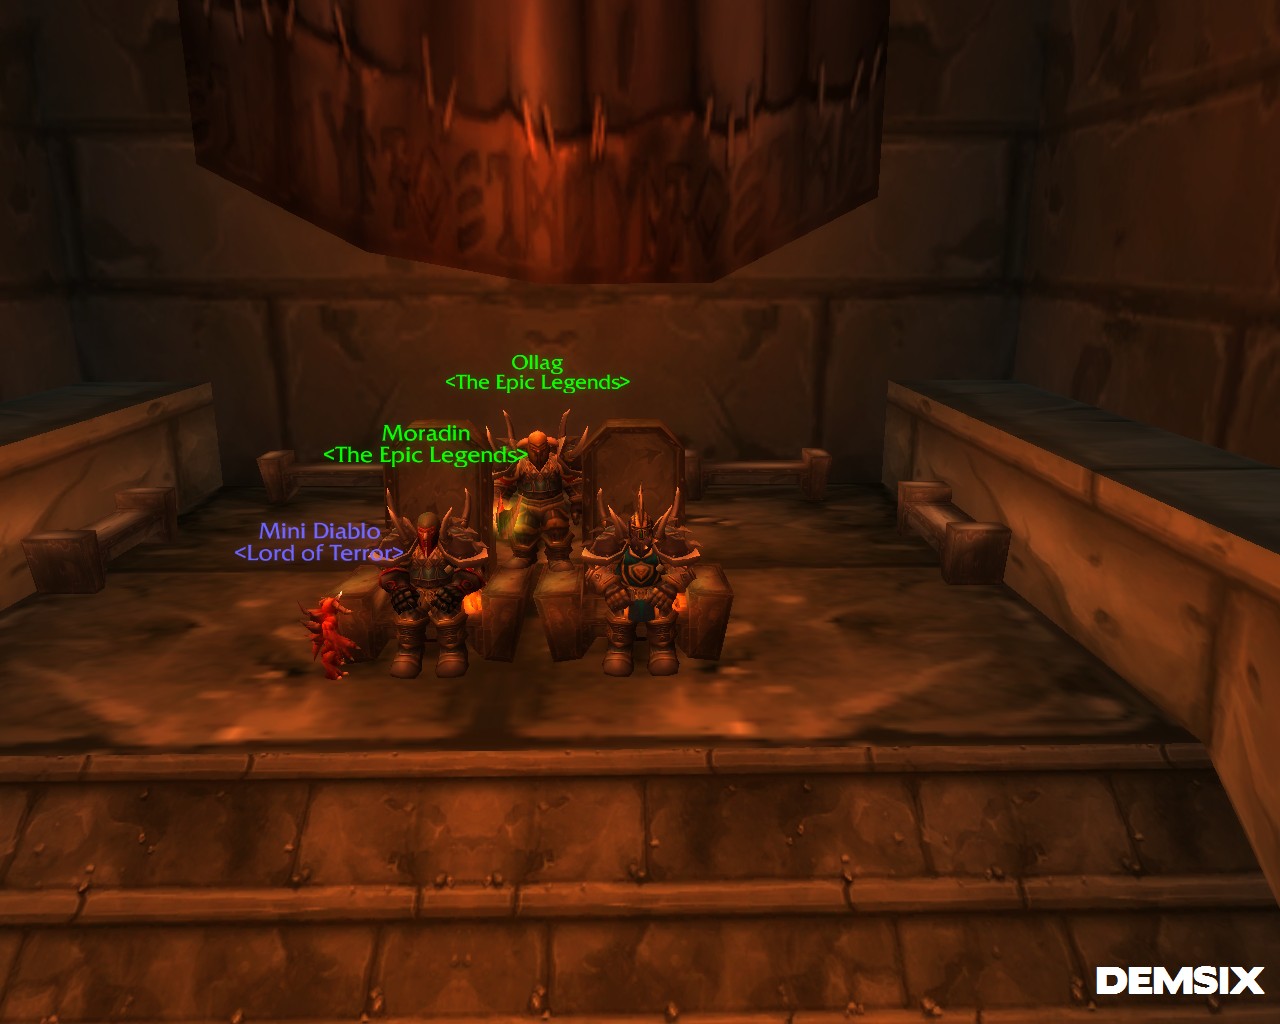 Ollag
<The Epic Legends>
Moradin
<The Epic Legends>
Mini Diablo
<Lord of Terror>
DEMSIX